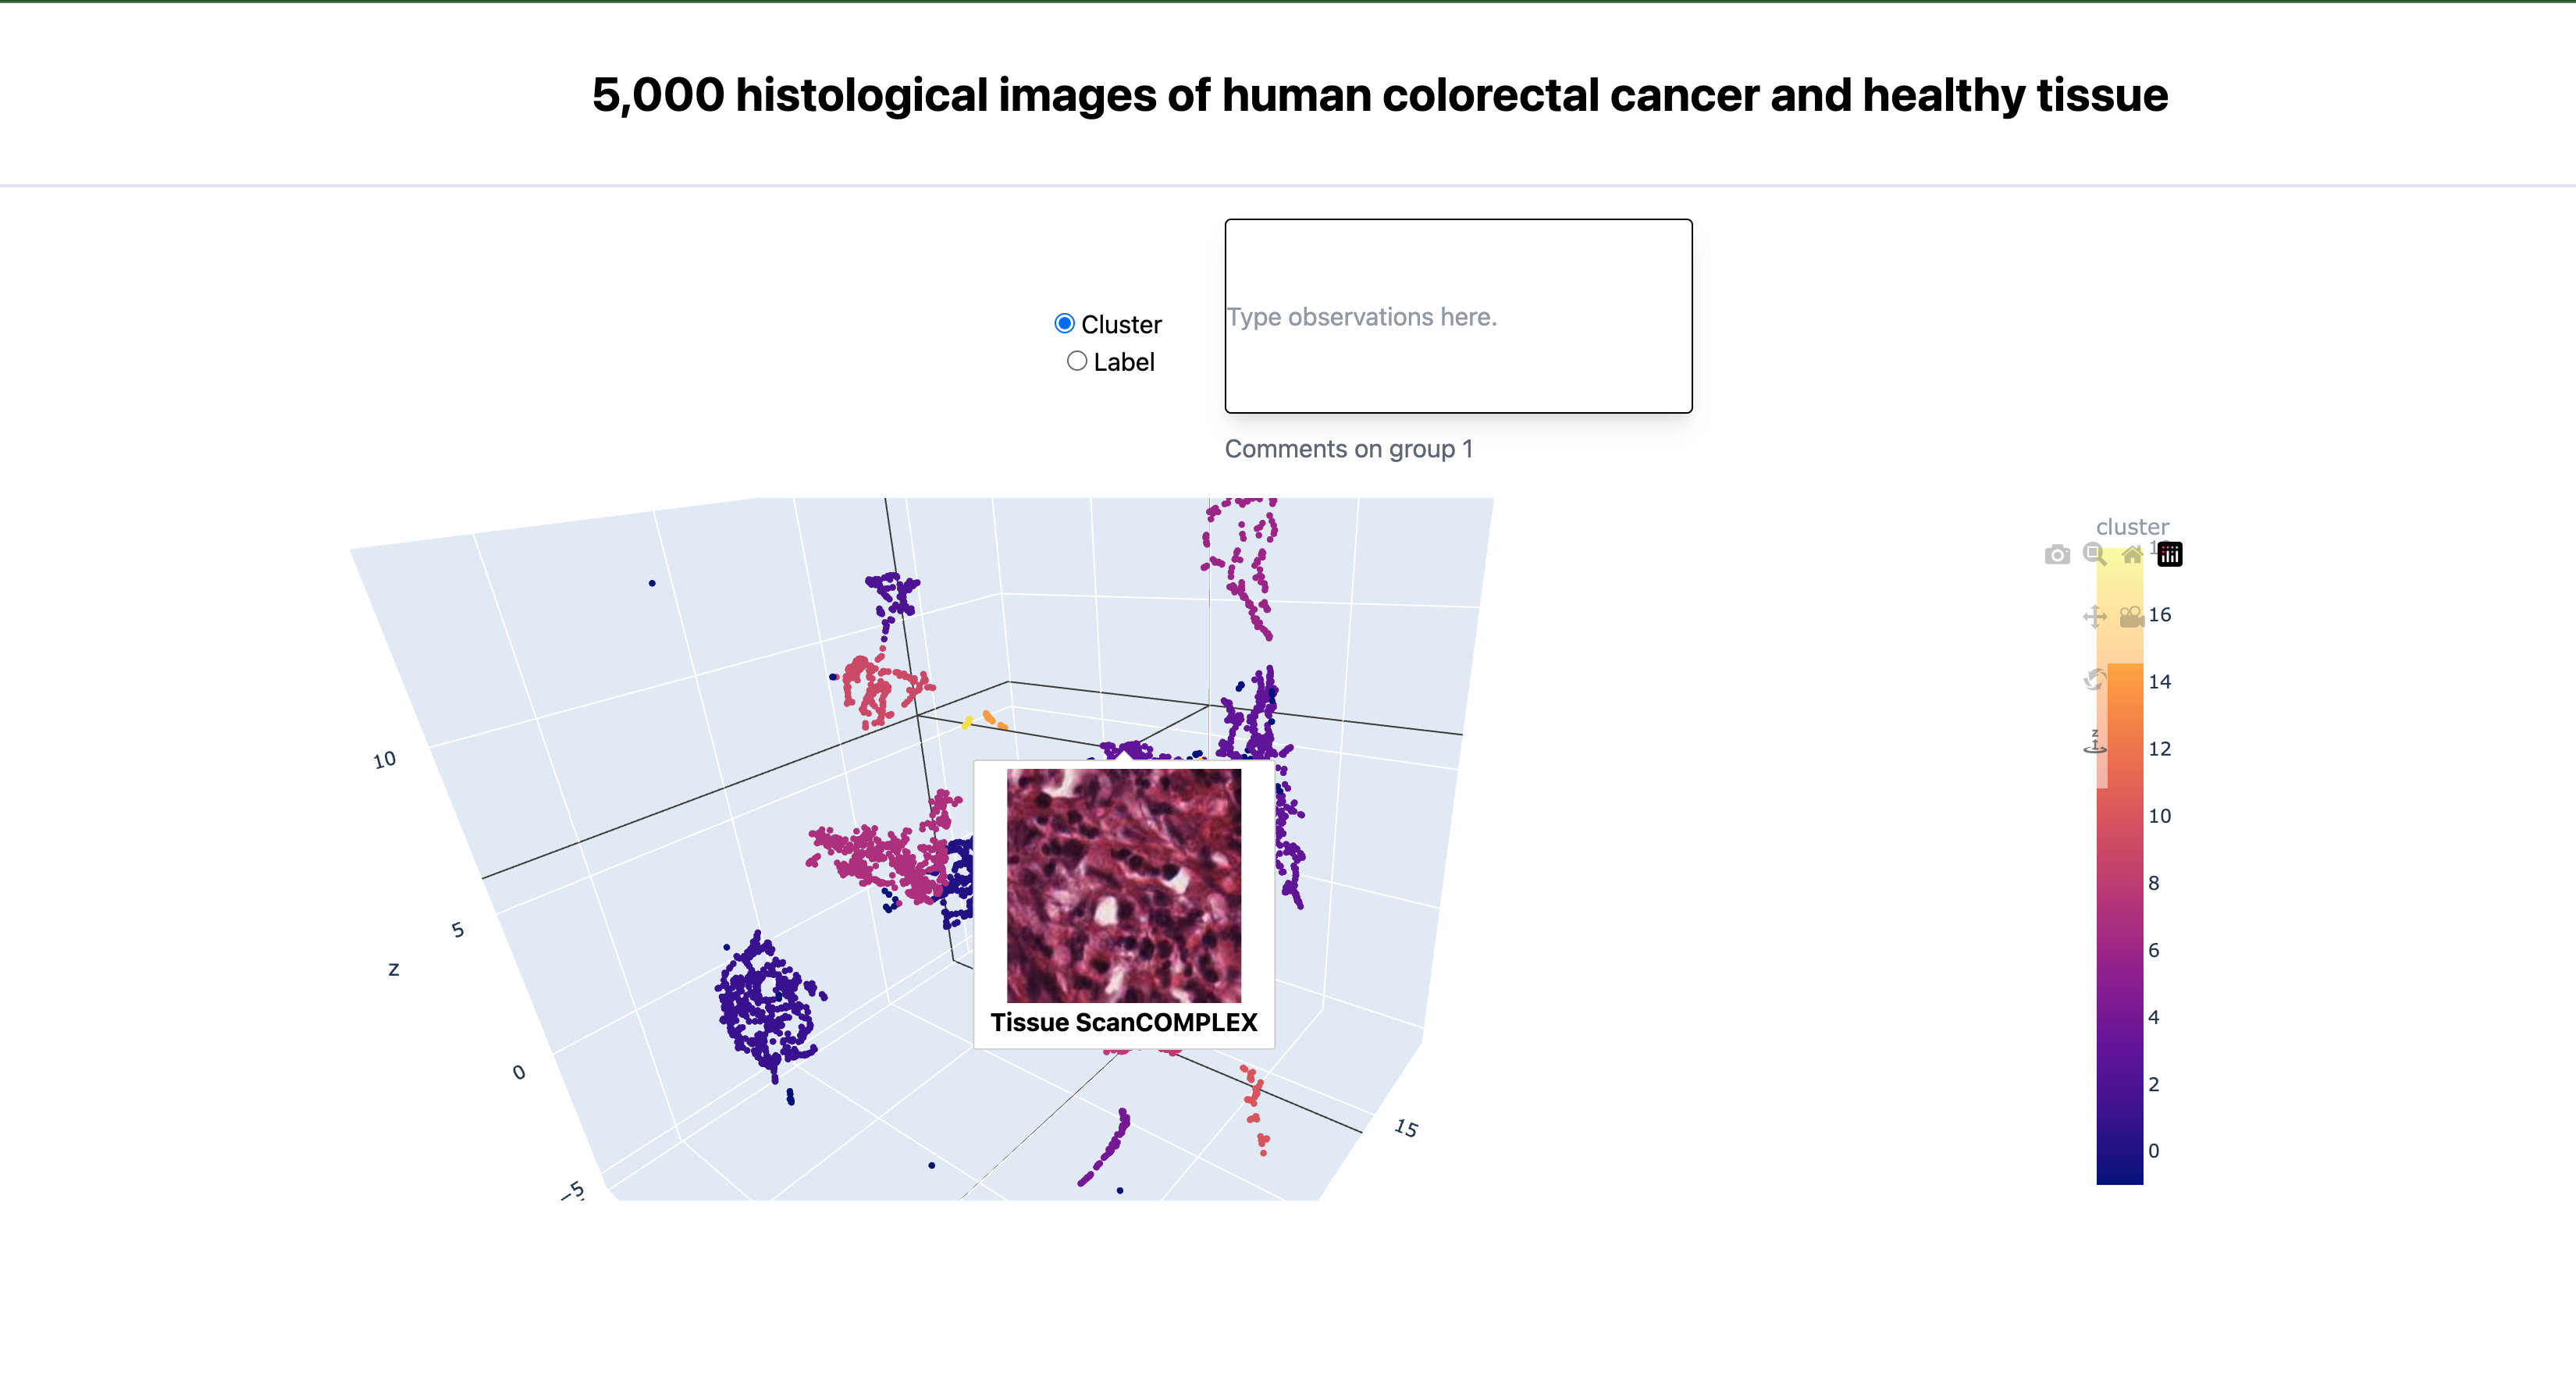 5,000 histological images of human colorectal cancer and healthy tissue
Type observations here.
Cluster
Label
Comments on group 1
cluster
16
14
12
10
8
6
4
2
0
10
5
z
0
−5
15
z
Tissue ScanCOMPLEX